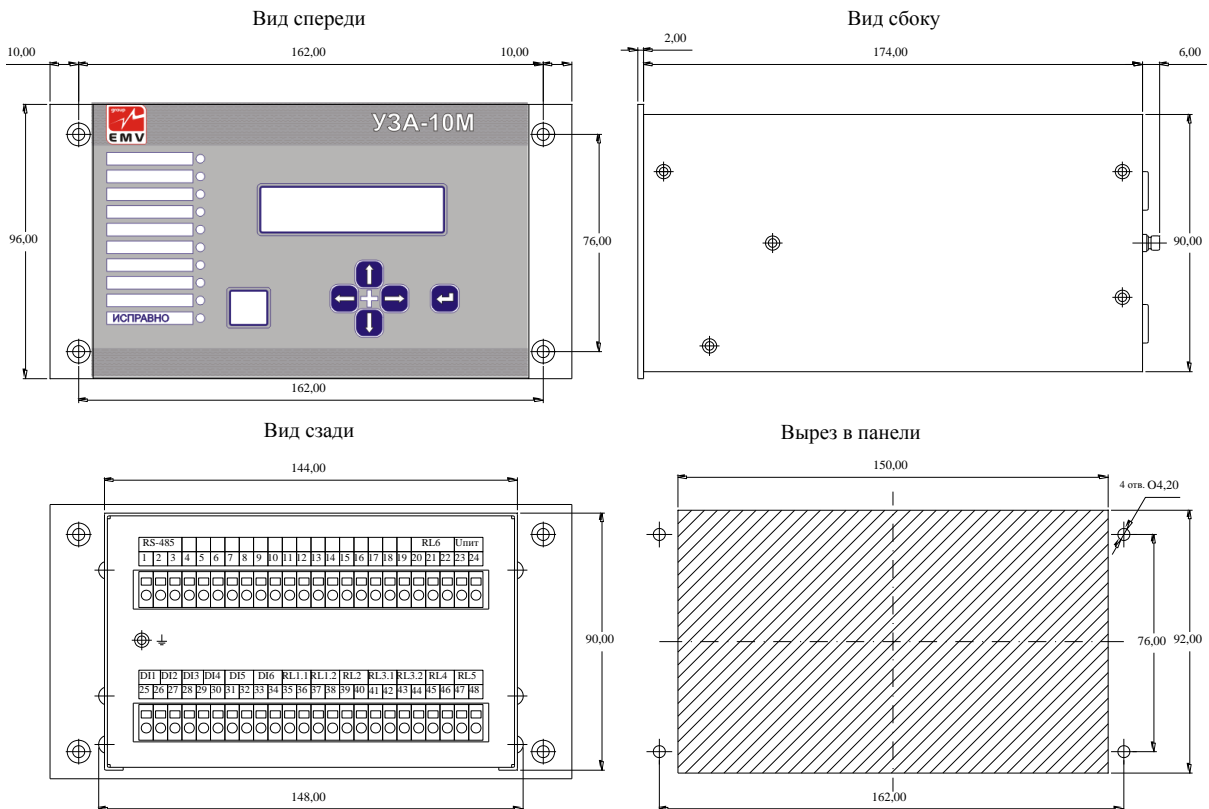 Вид спереди
10,00
162,00
10,00
group
EMV
УЗА-10М
ИСПРАВНО
96,00
76,00
162,00
Вид сбоку
2,00
174,00
6,00
90,00
Вид сзади
144,00
RS-485 RL6 Uпит
1 2 3 4 5 6 7 8 9 10 11 12 13 14 15 16 17 18 19 20 21 22 23 24
DI1 DI2 DI3 DI4 DI5 DI6 RL1.1 RL1.2 RL2 RL3.1 RL3.2 RL4 RL5
25 26 27 28 29 30 31 32 33 34 35 36 37 38 39 40 41 42 43 44 45 46 47 48
90,00
148,00
Вырез в панели
150,00
4 отв. O4,20
76,00
92,00
162,00